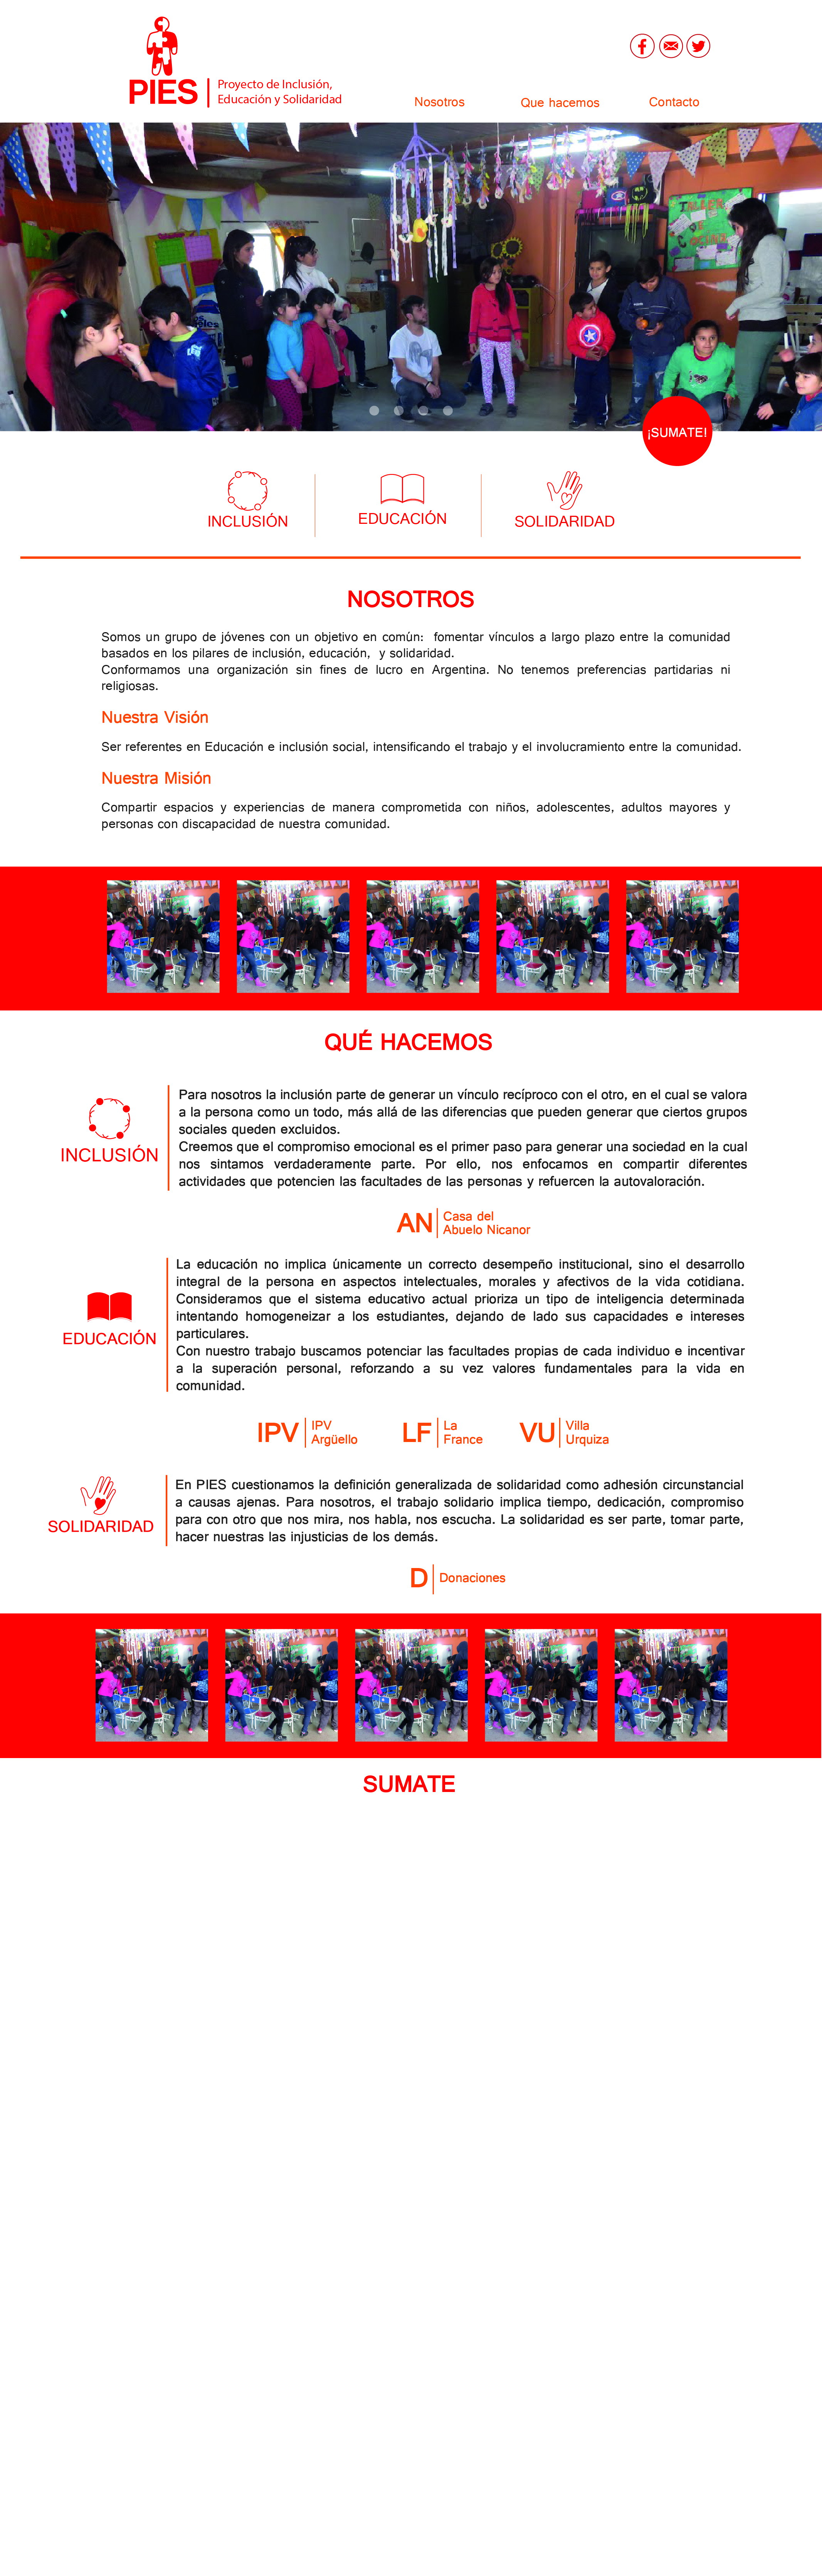 PIES
Proyecto de Inclusión,
Educación y Solidaridad
Nosotros
Que hacemos
Contacto
¡SUMATE!
INCLUSIÓN
EDUCACIÓN
SOLIDARIDAD
NOSOTROS
Somos un grupo de jóvenes con un objetivo en común: fomentar vínculos a largo plazo entre la comunidad
basados en los pilares de inclusión, educación, y solidaridad.
Conformamos una organización sin fines de lucro en Argentina. No tenemos preferencias partidarias ni
religiosas.
Nuestra Visión
Ser referentes en Educación e inclusión social, intensificando el trabajo y el involucramiento entre la comunidad.
Nuestra Misión
Compartir espacios y experiencias de manera comprometida con niños, adolescentes, adultos mayores y
personas con discapacidad de nuestra comunidad.
QUÉ HACEMOS
INCLUSIÓN
Para nosotros la inclusión parte de generar un vínculo recíproco con el otro, en el cual se valora
a la persona como un todo, más allá de las diferencias que pueden generar que ciertos grupos
sociales queden excluidos.
Creemos que el compromiso emocional es el primer paso para generar una sociedad en la cual
nos sintamos verdaderamente parte. Por ello, nos enfocamos en compartir diferentes
actividades que potencien las facultades de las personas y refuercen la autovaloración.
AN
Casa del
Abuelo Nicanor
EDUCACIÓN
La educación no implica únicamente un correcto desempeño institucional, sino el desarrollo
integral de la persona en aspectos intelectuales, morales y afectivos de la vida cotidiana.
Consideramos que el sistema educativo actual prioriza un tipo de inteligencia determinada
intentando homogeneizar a los estudiantes, dejando de lado sus capacidades e intereses
particulares.
Con nuestro trabajo buscamos potenciar las facultades propias de cada individuo e incentivar
a la superación personal, reforzando a su vez valores fundamentales para la vida en
comunidad.
IPV
IPV
Argüello
LF
La
France
VU
Villa
Urquiza
SOLIDARIDAD
En PIES cuestionamos la definición generalizada de solidaridad como adhesión circunstancial
a causas ajenas. Para nosotros, el trabajo solidario implica tiempo, dedicación, compromiso
para con otro que nos mira, nos habla, nos escucha. La solidaridad es ser parte, tomar parte,
hacer nuestras las injusticias de los demás.
D
Donaciones
SUMATE